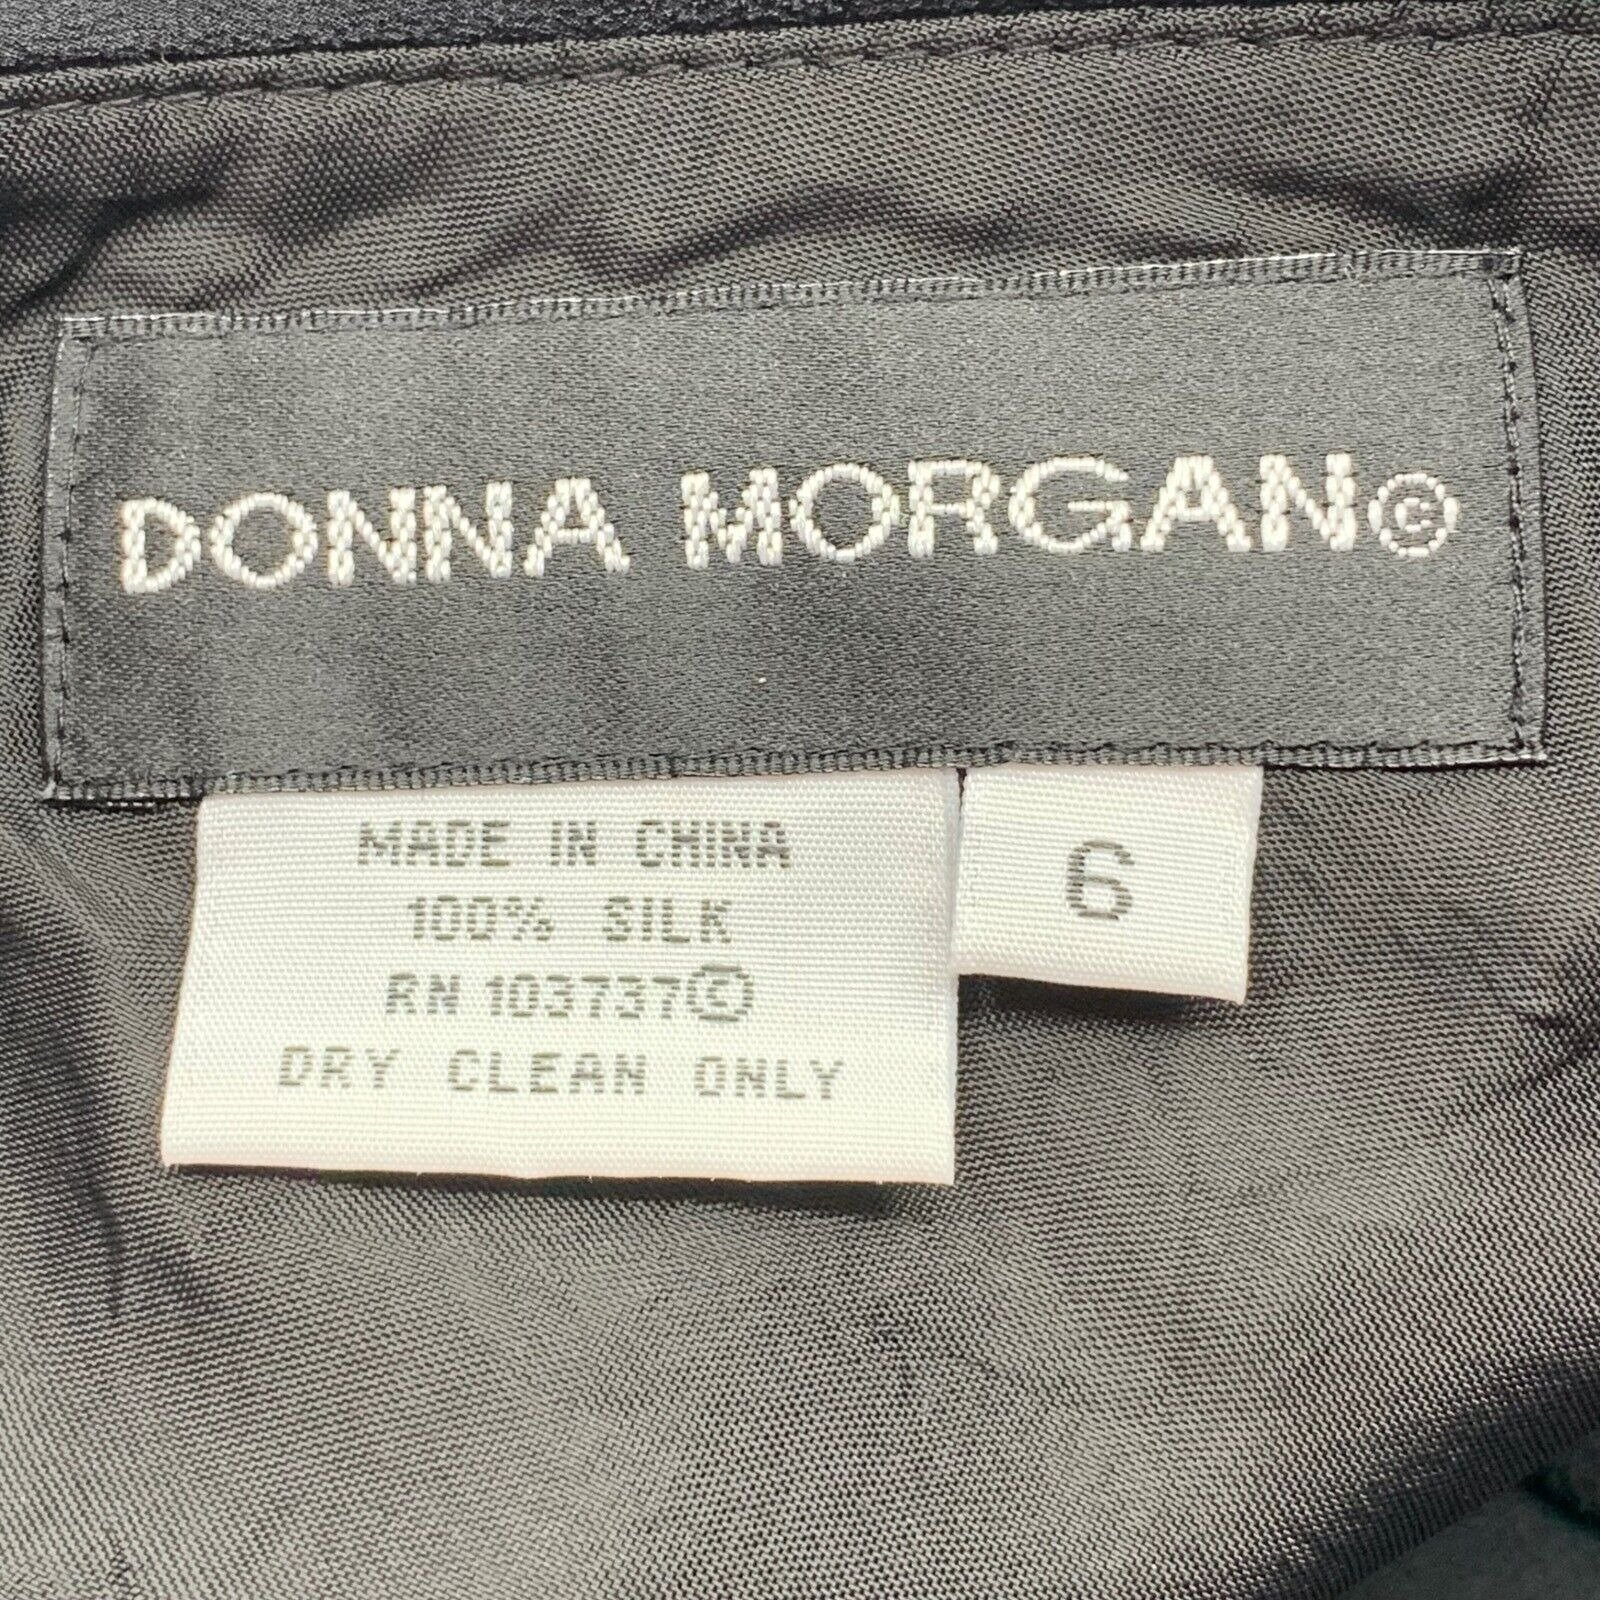 DONNA MORGAN©
MADE IN CHINA
100% SILK
RN 103737©
DRY CLEAN ONLY
6